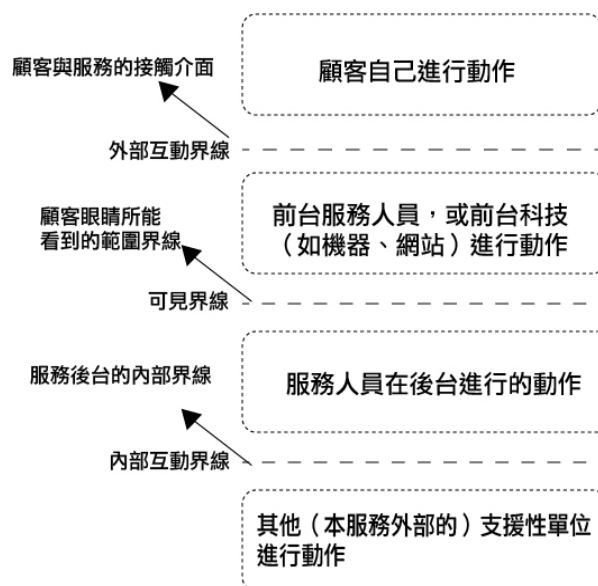 顧客自己進行動作
顧客與服務的接觸介面
外部互動界線
前台服務人員，或前台科技
（如機器、網站）進行動作
顧客眼睛所能
看到的範圍界線
可見界線
服務人員在後台進行的動作
服務後台的內部界線
內部互動界線
其他（本服務外部的）支援性單位
進行動作